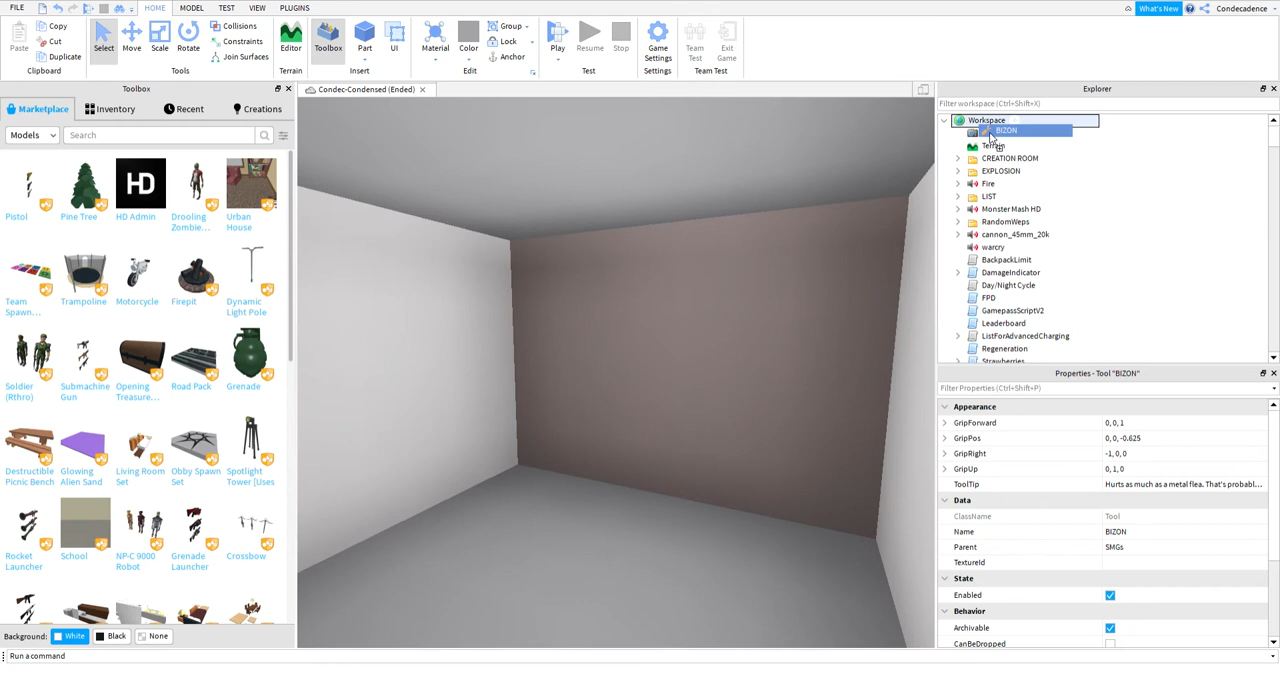 FILE MODEL TEST VIEW PLUGINS HOME What's New Condecadence
Copy Cut Duplicate Paste Clipboard
Select Move Scale Rotate Collisions Constraints Join Surfaces Tools
Editor Terrain Toolbox Part UI Insert
Material Color Group Lock Anchor Edit
Play Resume Stop Test Game Settings Settings Team Test Exit Game Team Test
Toolbox
Marketplace Inventory Recent Creations
Models Search
Pistol Pine Tree HD Admin Drooling Zombie... Urban House
Team Spawn... Trampoline Motorcycle Firepit Dynamic Light Pole
Soldier (Rthro) Submachine Gun Opening Treasure... Road Pack Grenade
Destructible Picnic Bench Glowing Alien Sand Living Room Set Obby Spawn Set Spotlight Tower [Uses
Rocket Launcher School NP-C 9000 Robot Grenade Launcher Crossbow
Background: White Black None
Run a command
Condec-Condensed (Ended)
Explorer
Filter workspace (Ctrl+Shift+X)
Workspace
BIZON
Terrain
CREATION ROOM
EXPLOSION
Fire
LIST
Monster Mash HD
RandomWeps
cannon_45mm_20k
warcry
BackpackLimit
DamageIndicator
Day/Night Cycle
FPD
GamepassScriptV2
Leaderboard
ListForAdvancedCharging
Regeneration
Strawberries
Properties - Tool "BIZON"
Filter Properties (Ctrl+Shift+P)
Appearance
GripForward 0, 0, 1
GripPos 0, 0, -0.625
GripRight -1, 0, 0
GripUp 0, 1, 0
ToolTip Hurts as much as a metal flea. That's probabl...
Data
ClassName Tool
Name BIZON
Parent SMGs
TextureId
State
Enabled
Behavior
Archivable
CanBeDropped